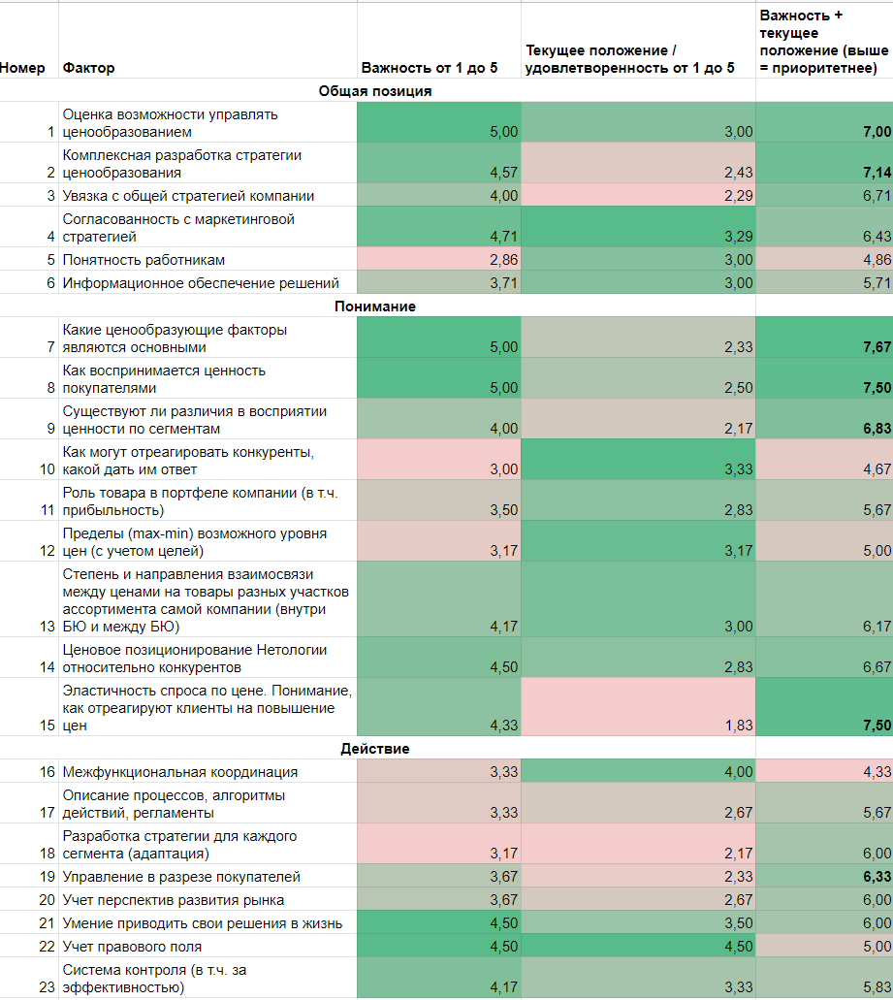 Номер Фактор Важность от 1 до 5 Текущее положение / удовлетворенность от 1 до 5 Важность + текущее положение (выше = приоритетнее)
Общая позиция
1 Оценка возможности управлять ценообразованием 5,00 3,00 7,00
2 Комплексная разработка стратегии ценообразования 4,57 2,43 7,14
3 Увязка с общей стратегией компании 4,00 2,29 6,71
4 Согласованность с маркетинговой стратегией 4,71 3,29 6,43
5 Понятность работникам 2,86 3,00 4,86
6 Информационное обеспечение решений 3,71 3,00 5,71
Понимание
7 Какие ценообразующие факторы являются основными 5,00 2,33 7,67
8 Как воспринимается ценность покупателями 5,00 2,50 7,50
9 Существуют ли различия в восприятии ценности по сегментам 4,00 2,17 6,83
10 Как могут отреагировать конкуренты, какой дать им ответ 3,00 3,33 4,67
11 Роль товара в портфеле компании (в т.ч. прибыльность) 3,50 2,83 5,67
12 Пределы (max-min) возможного уровня цен (с учетом целей) 3,17 3,17 5,00
13 Степень и направления взаимосвязи между ценами на товары разных участков ассортимента самой компании (внутри БЮ и между БЮ) 4,17 3,00 6,17
14 Ценовое позиционирование Нетологии относительно конкурентов 4,50 2,83 6,67
15 Эластичность спроса по цене. Понимание, как отреагируют клиенты на повышение цен 4,33 1,83 7,50
Действие
16 Межфункциональная координация 3,33 4,00 4,33
17 Описание процессов, алгоритмы действий, регламенты 3,33 2,67 5,67
18 Разработка стратегии для каждого сегмента (адаптация) 3,17 2,17 6,00
19 Управление в разрезе покупателей 3,67 2,33 6,33
20 Учет перспектив развития рынка 3,67 2,67 6,00
21 Умение приводить свои решения в жизнь 4,50 3,50 6,00
22 Учет правового поля 4,50 4,50 5,00
23 Система контроля (в т.ч. за эффективностью) 4,17 3,33 5,83